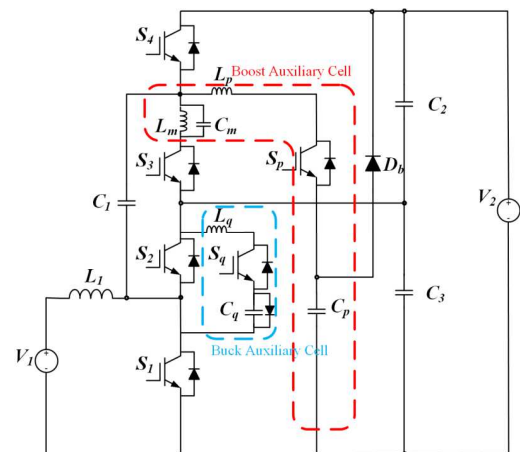 S4
Boost Auxiliary Cell
Lp
Lm
Cm
C2
S3
Sp
Db
C1
V2
Lq
S2
Sq
L1
Cq
Cp
C3
Buck Auxiliary Cell
V1
S1